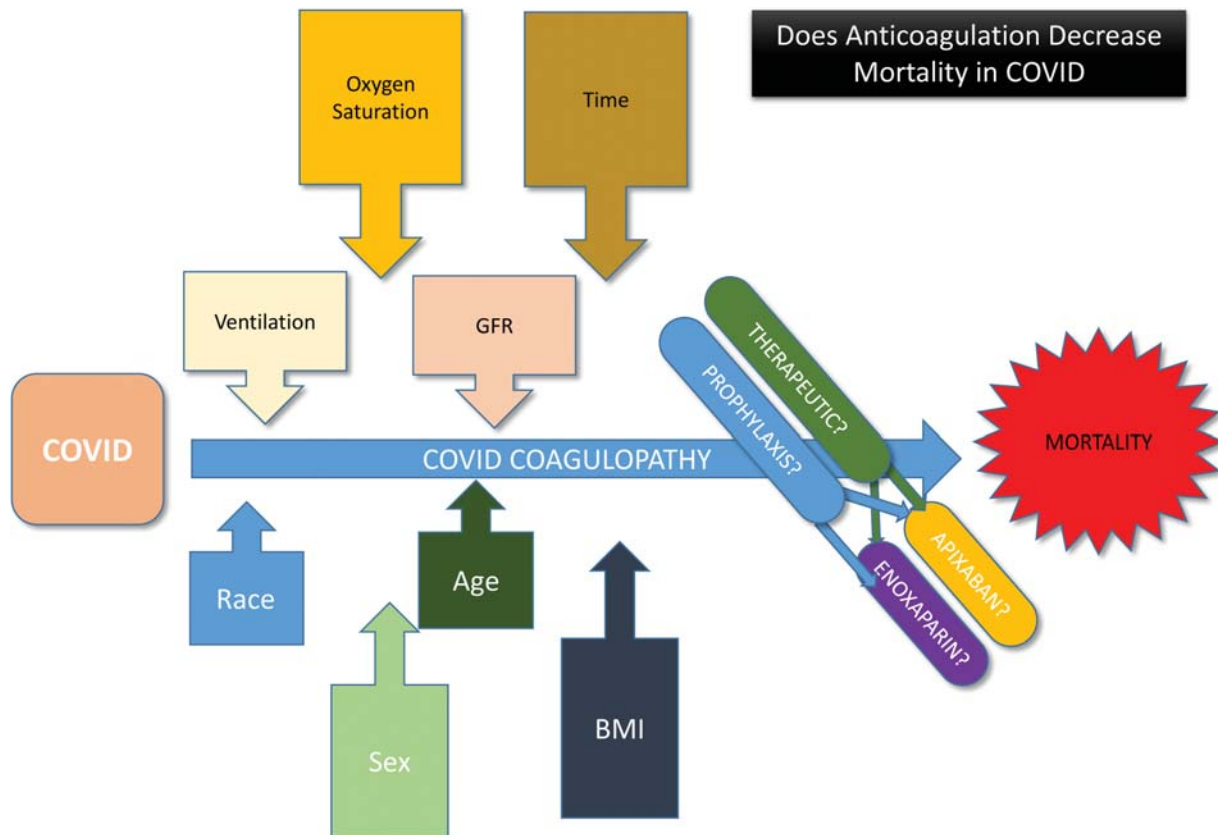 Does Anticoagulation Decrease
Mortality in COVID
Oxygen
Saturation
Time
Ventilation
GFR
THERAPEUTIC?
PROPHYLAXIS?
COVID
COVID COAGULOPATHY
MORTALITY
Race
Age
APIXABAN?
ENOXAPARIN?
Sex
BMI